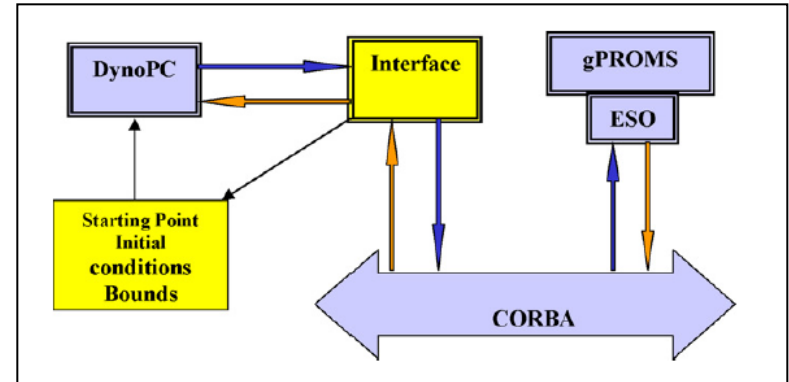 DynoPC
Interface
gPROMS
ESO
Starting Point
Initial
conditions
Bounds
CORBA